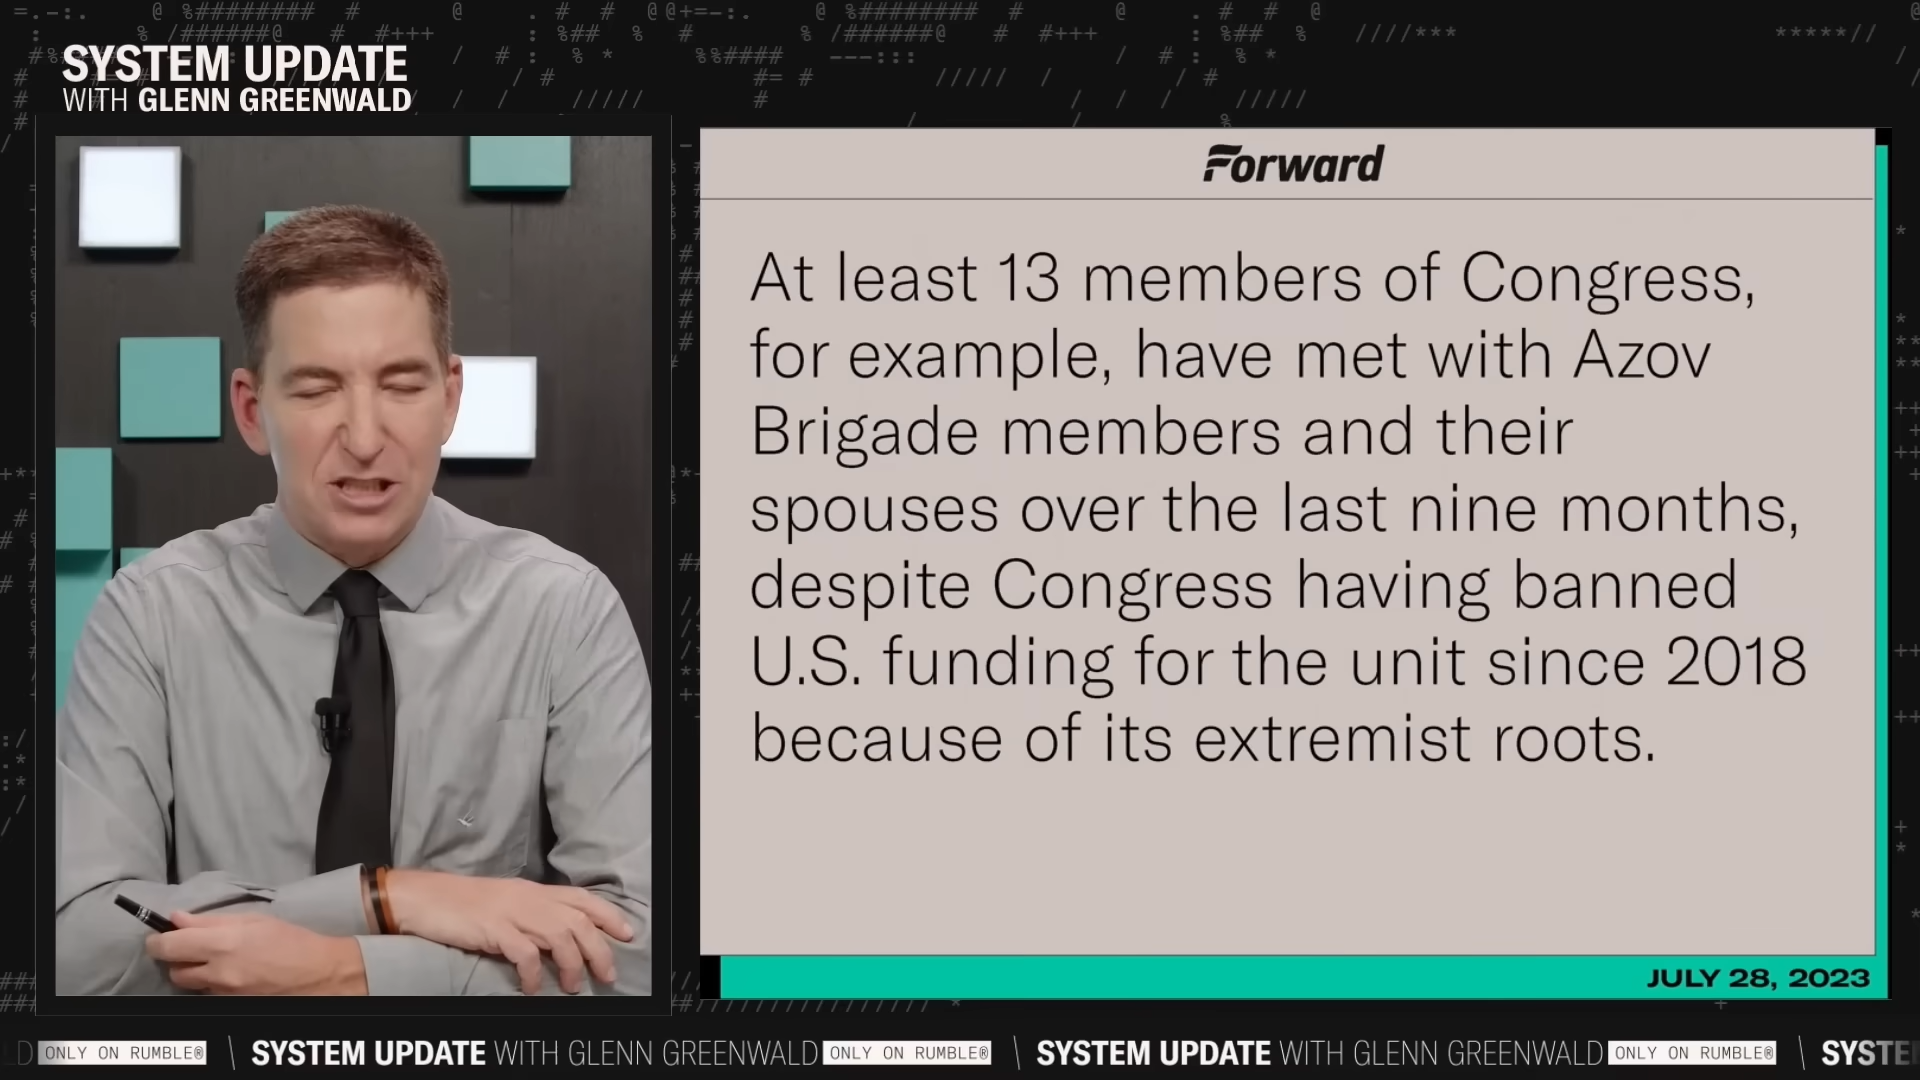 SYSTEM UPDATE
WITH GLENN GREENWALD
Forward
At least 13 members of Congress,
for example, have met with Azov
Brigade members and their
spouses over the last nine months,
despite Congress having banned
U.S. funding for the unit since 2018
because of its extremist roots.
JULY 28, 2023
ONLY ON RUMBLE® \ SYSTEM UPDATE WITH GLENN GREENWALD ONLY ON RUMBLE® \ SYSTEM UPDATE WITH GLENN GREENWALD ONLY ON RUMBLE® \